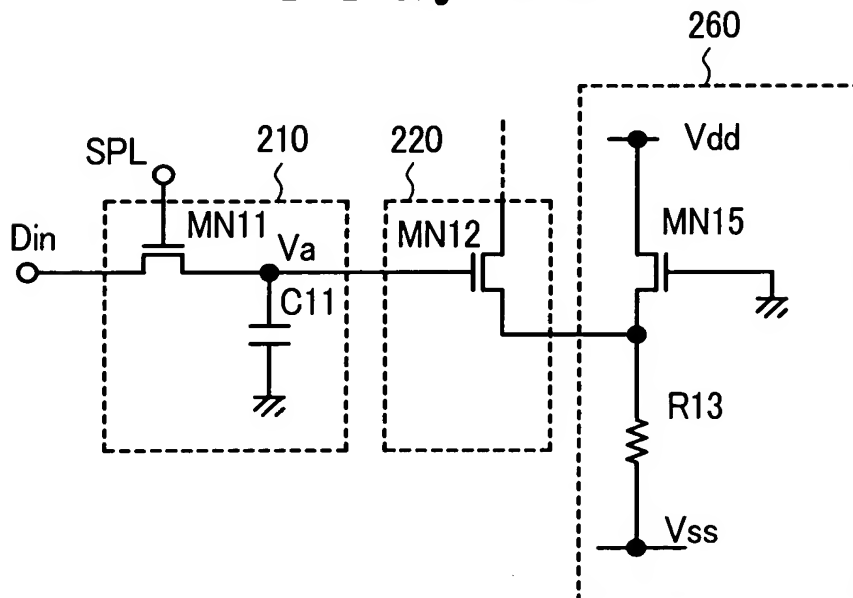 260
210
220
SPL
Vdd
Din
MN11
Va
MN12
MN15
C11
R13
Vss